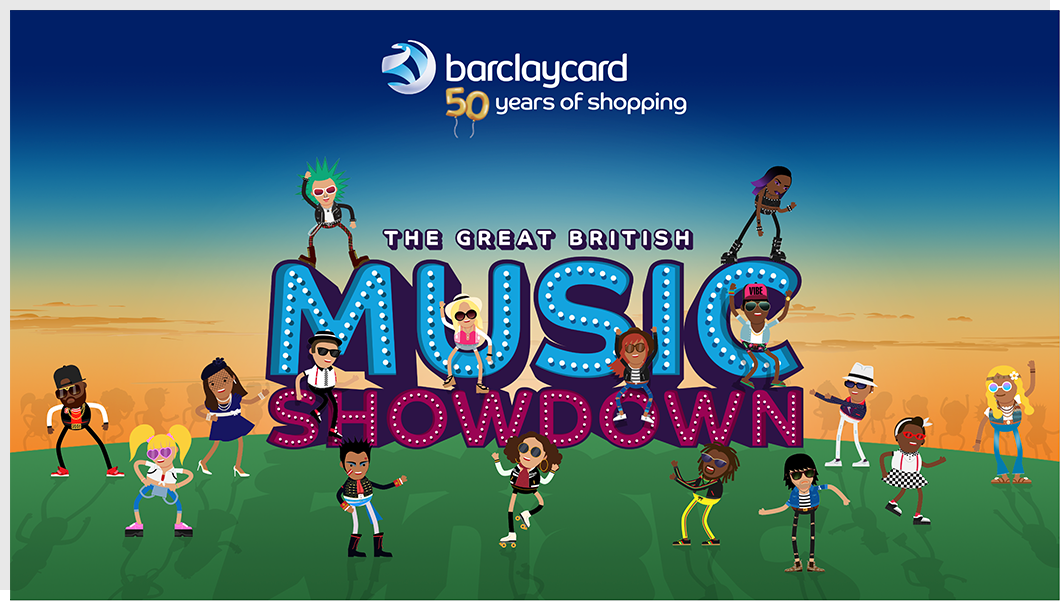 barclaycard
50 years of shopping
THE GREAT BRITISH
MUSIC
VIBE
SHOWDOWN